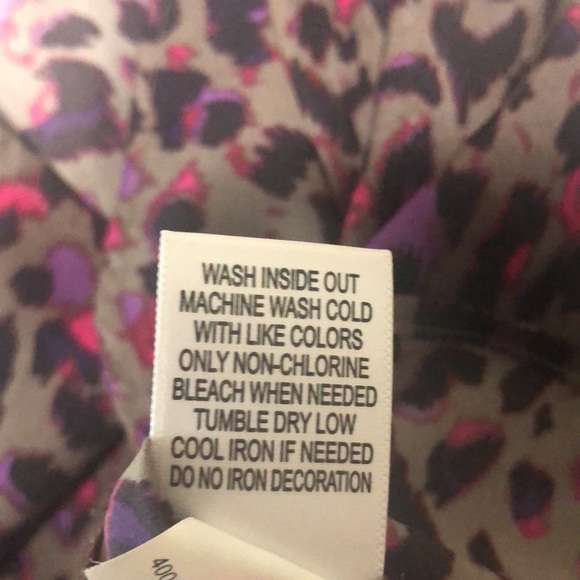 WASH INSIDE OUT
MACHINE WASH COLD
WITH LIKE COLORS
ONLY NON-CHLORINE
BLEACH WHEN NEEDED
TUMBLE DRY LOW
COOL IRON IF NEEDED
DO NO IRON DECORATION